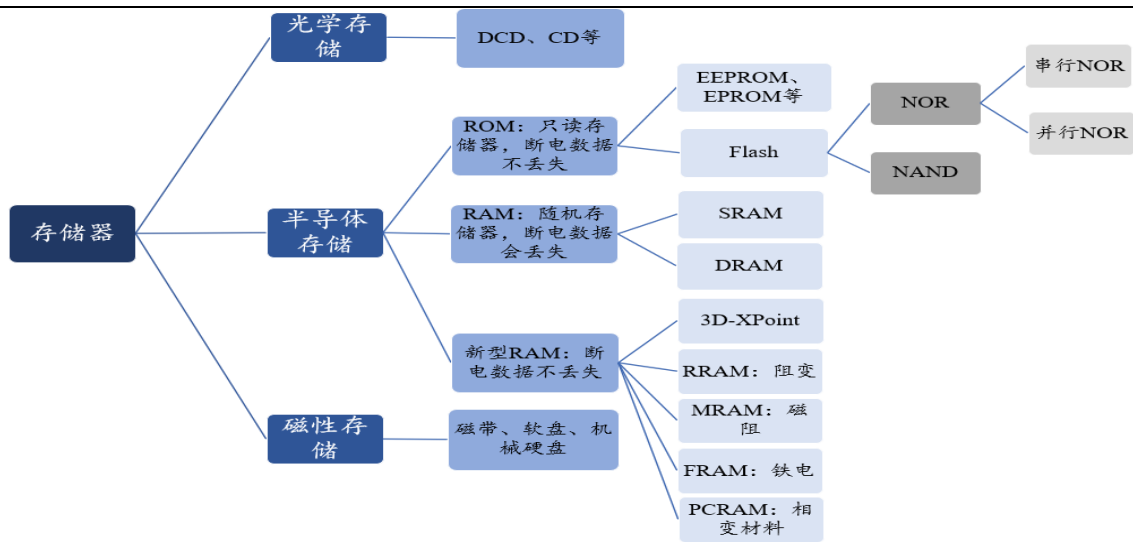 存储器
光学存
储
DCD、CD等
半导体
存储
ROM：只读存
储器，断电数据
不丢失
EEPROM、
EPROM等
Flash
NOR
串行NOR
并行NOR
NAND
RAM：随机存
储器，断电数据
会丢失
SRAM
DRAM
新型RAM：断
电数据不丢失
3D-XPoint
RRAM：阻变
MRAM：磁
阻
FRAM：铁电
PCRAM：相
变材料
磁性存
储
磁带、软盘、机
械硬盘